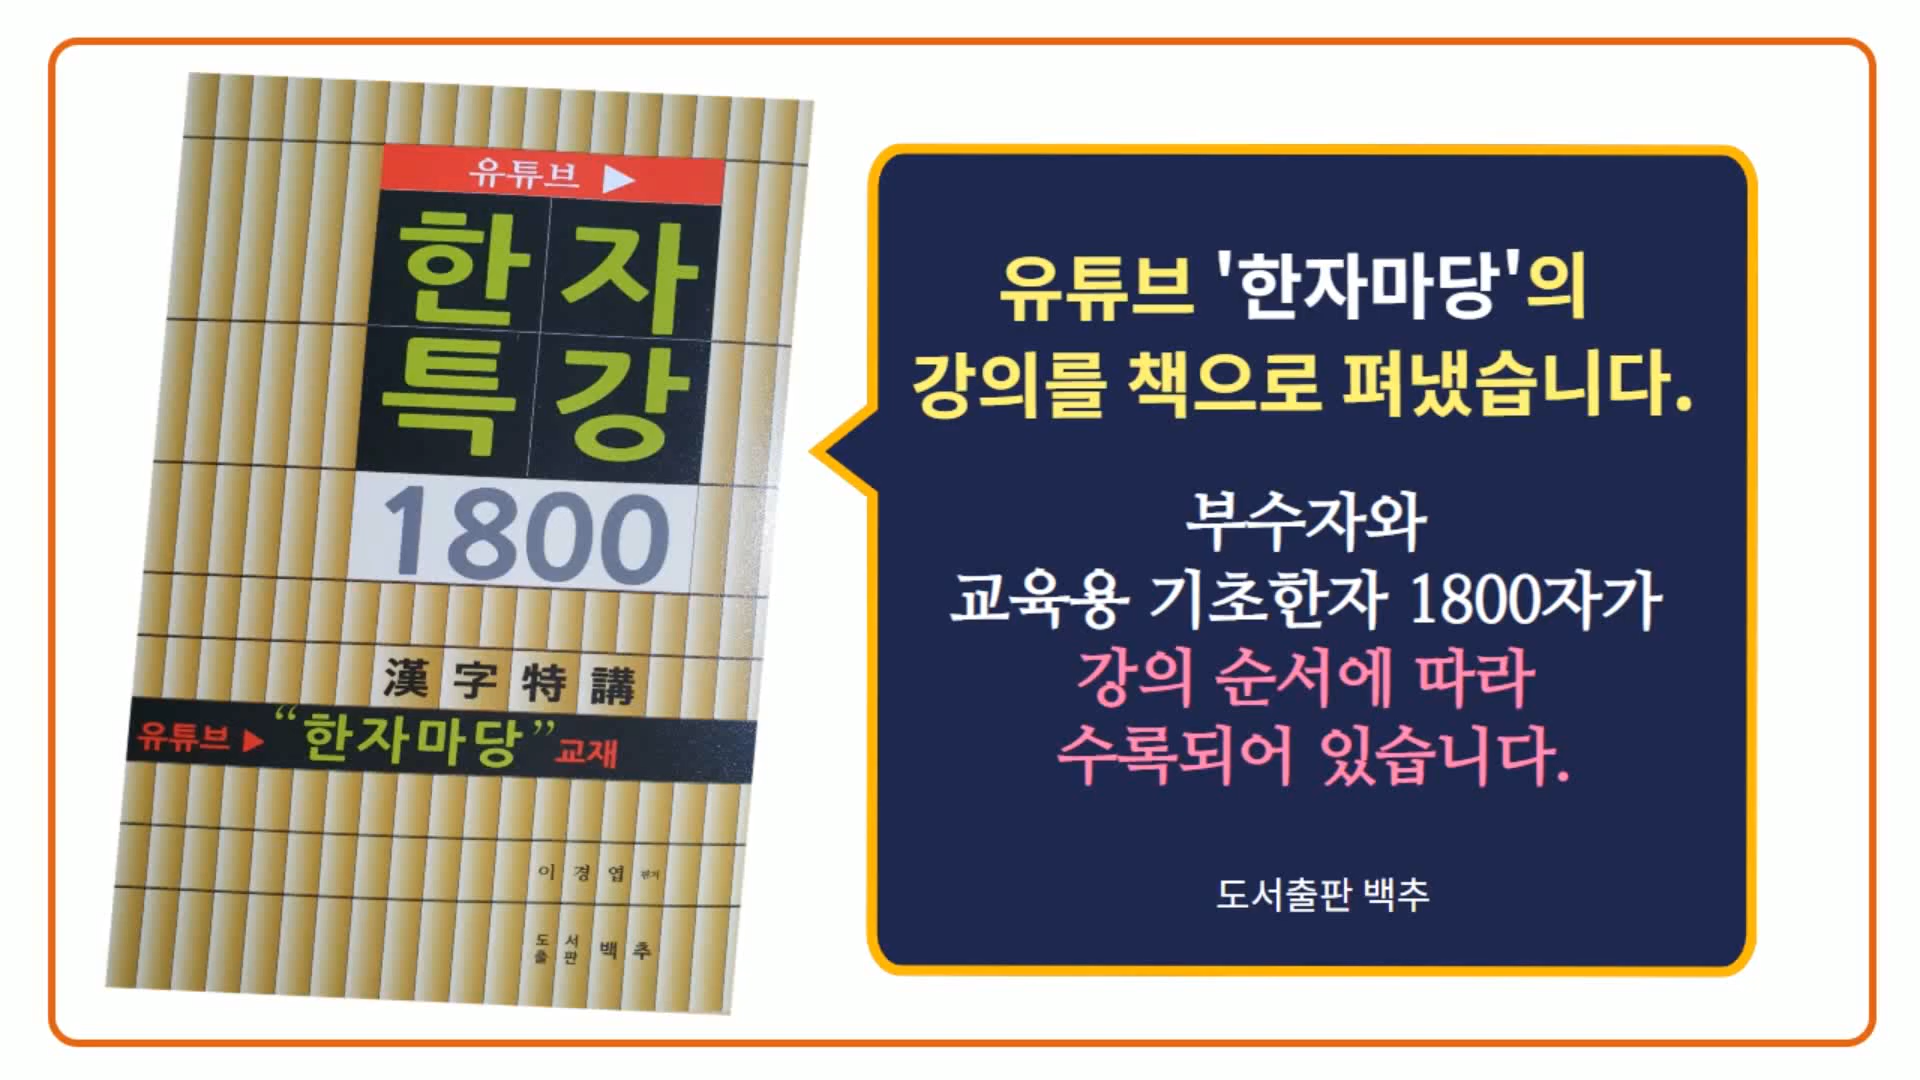 유튜브 ▶
한자
특강
1800
漢字特講
유튜브 ▶ “한자마당” 교재
이경엽 편저
도서출판 백추
유튜브 '한자마당'의
강의를 책으로 펴냈습니다.
부수자와
교육용 기초한자 1800자가
강의 순서에 따라
수록되어 있습니다.
도서출판 백추